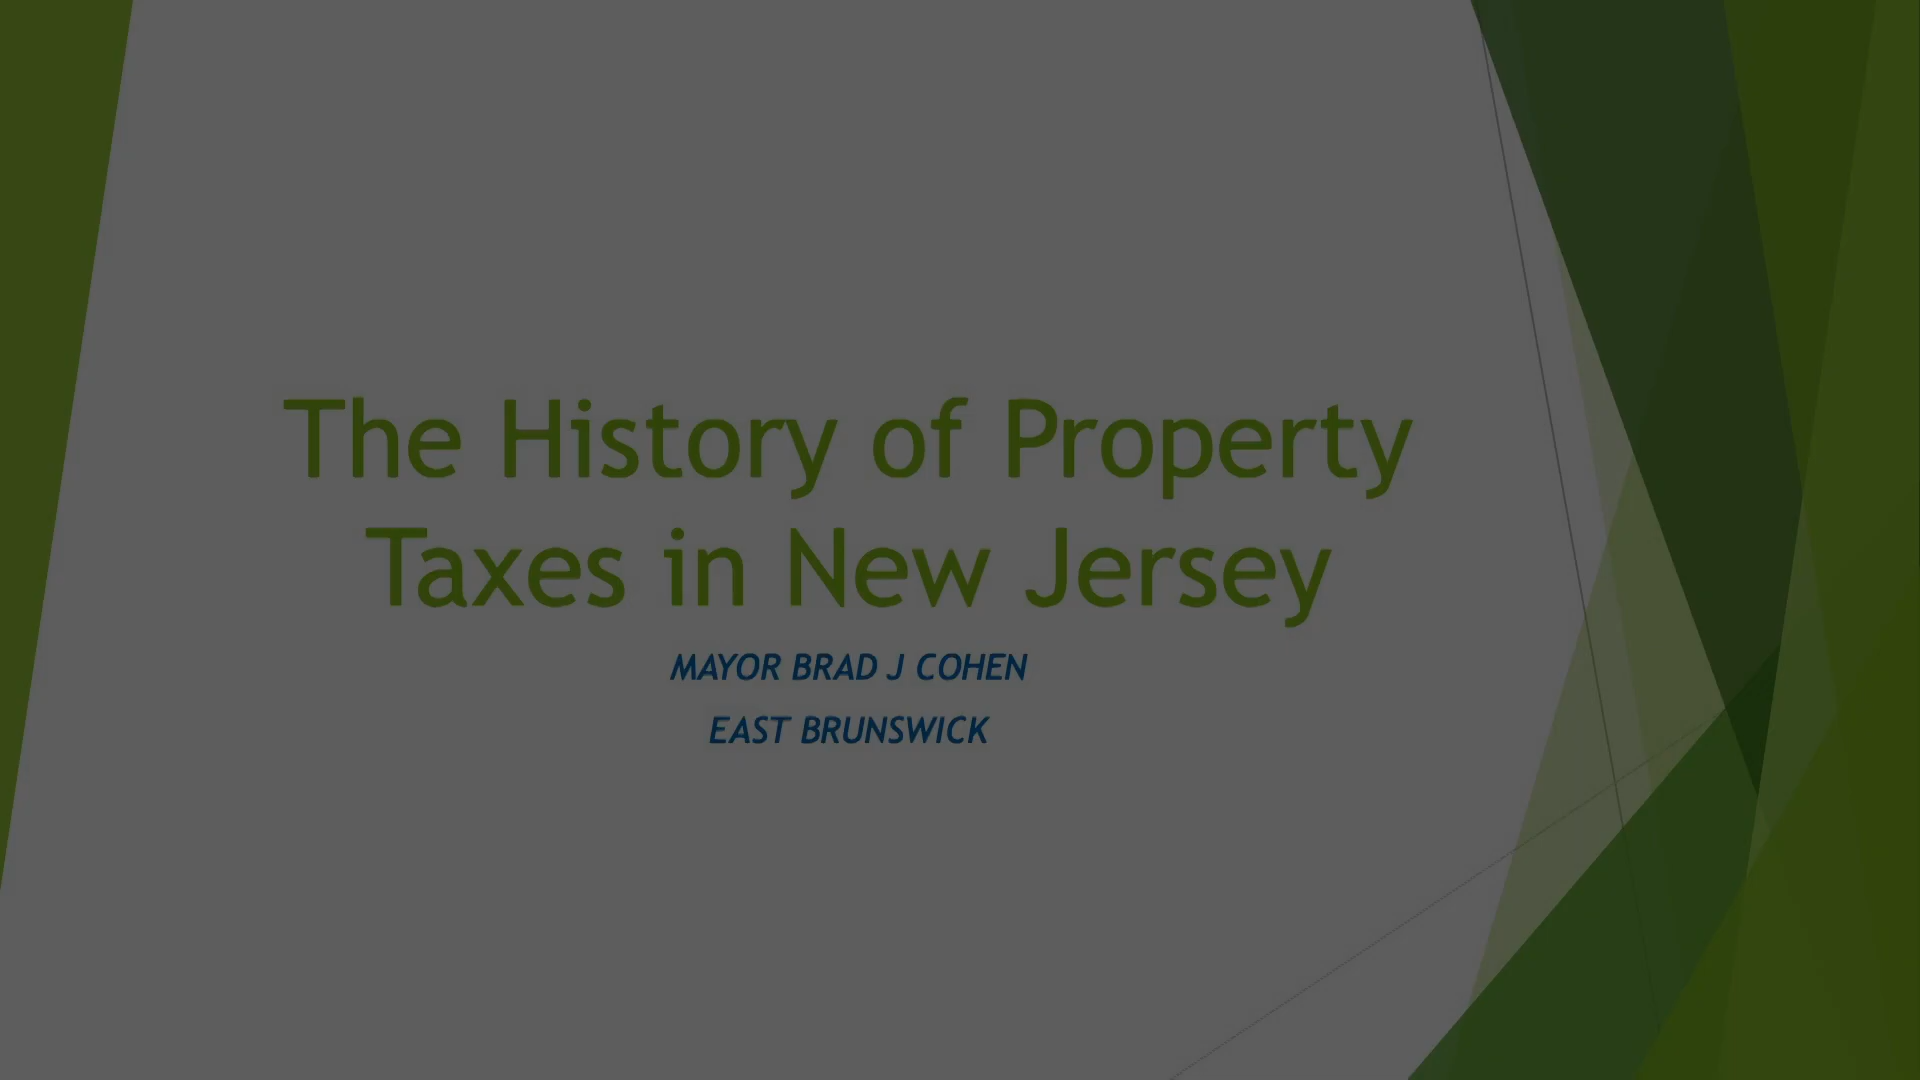 The History of Property
Taxes in New Jersey
MAYOR BRAD J COHEN
EAST BRUNSWICK